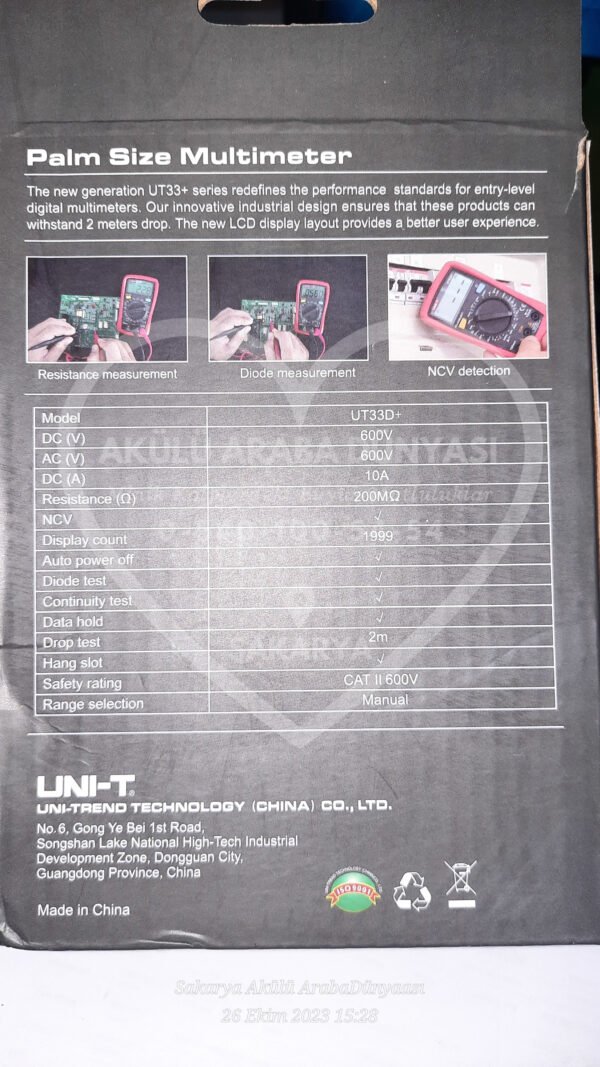 Palm Size Multimeter
The new generation UT33+ series redefines the performance standards for entry-level
digital multimeters. Our innovative industrial design ensures that these products can
withstand 2 meters drop. The new LCD display layout provides a better user experience.
Resistance measurement Diode measurement NCV detection
Model UT33D+
DC (V) 600V
AC (V) 600V
DC (A) 10A
Resistance (Ω) 200MΩ
NCV √
Display count 1999
Auto power off √
Diode test √
Continuity test √
Data hold √
Drop test 2m
Hang slot √
Safety rating CAT II 600V
Range selection Manual
AKÜLÜ ARABA DÜNYASI
SAKARYA
UNI-T®
UNI-TREND TECHNOLOGY (CHINA) CO., LTD.
No. 6, Gong Ye Bei 1st Road,
Songshan Lake National High-Tech Industrial
Development Zone, Dongguan City,
Guangdong Province, China
ISO 9001
Made in China
Sakarya Akülü ArabaDünyaası
26 Ekim 2023 15:28